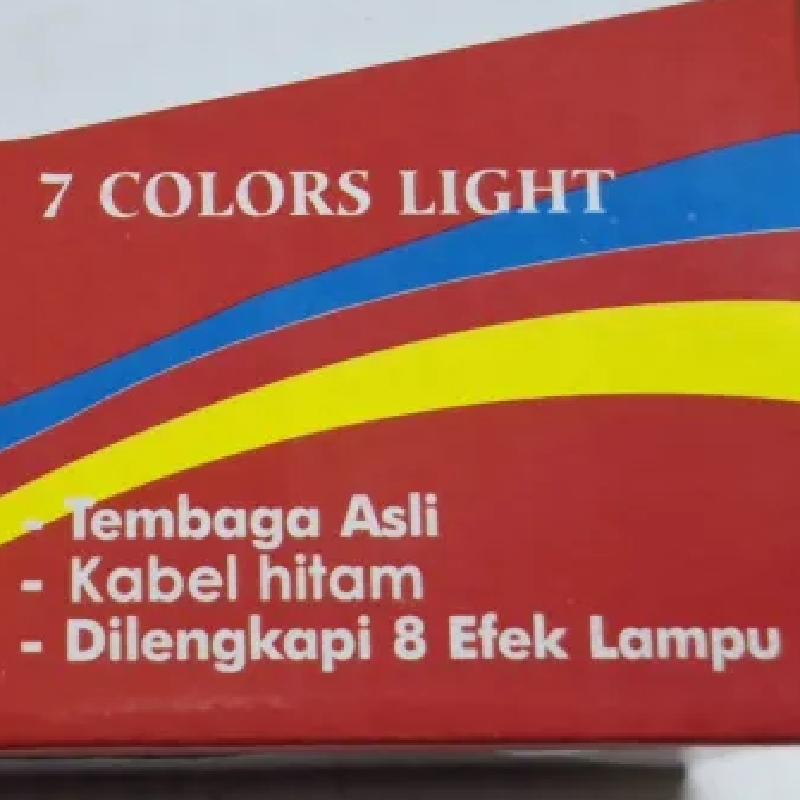 7 COLORS LIGHT
- Tembaga Asli
- Kabel hitam
- Dilengkapi 8 Efek Lampu